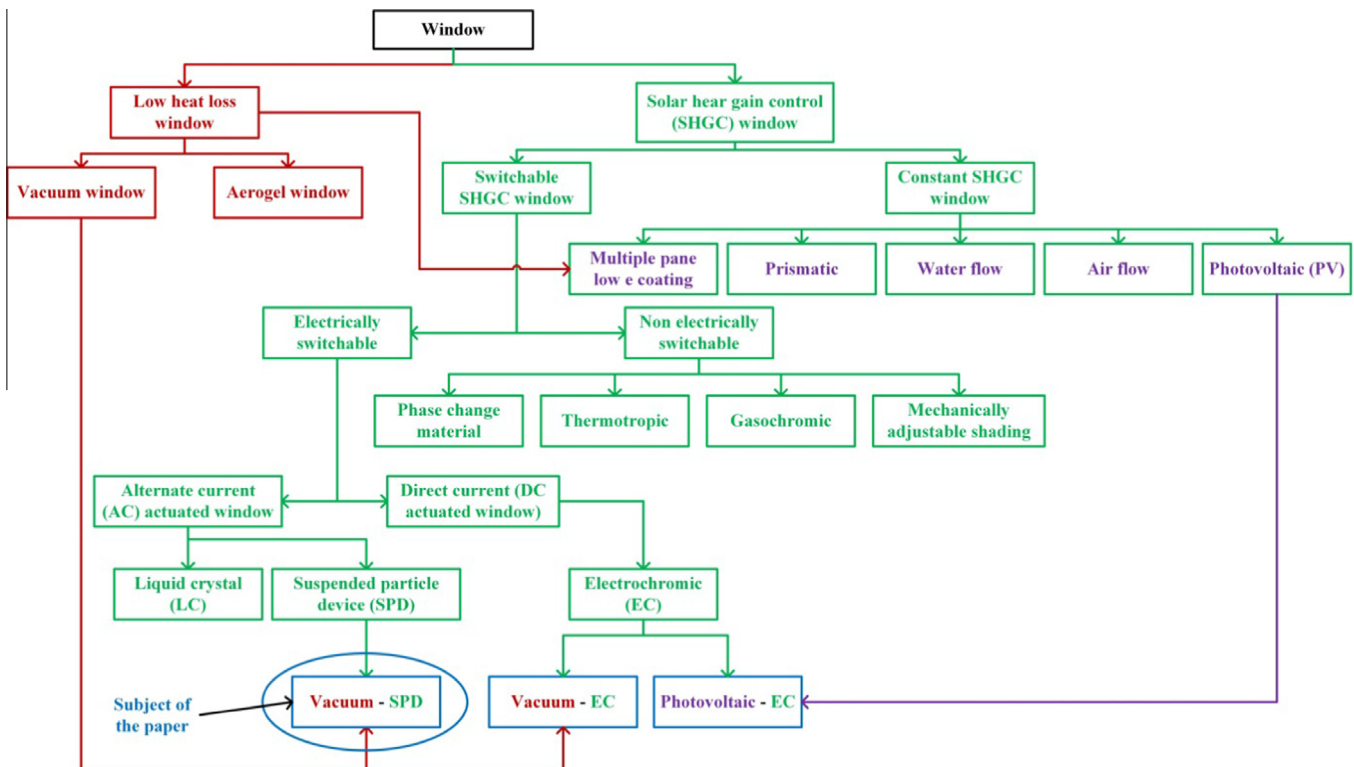 Window
Low heat loss
window
Solar hear gain control
(SHGC) window
Vacuum window
Aerogel window
Switchable
SHGC window
Constant SHGC
window
Multiple pane
low e coating
Prismatic
Water flow
Air flow
Photovoltaic (PV)
Electrically
switchable
Non electrically
switchable
Phase change
material
Thermotropic
Gasochromic
Mechanically
adjustable shading
Alternate current
(AC) actuated window
Direct current (DC
actuated window)
Liquid crystal
(LC)
Suspended particle
device (SPD)
Electrochromic
(EC)
Subject of
the paper
Vacuum - SPD
Vacuum - EC
Photovoltaic - EC